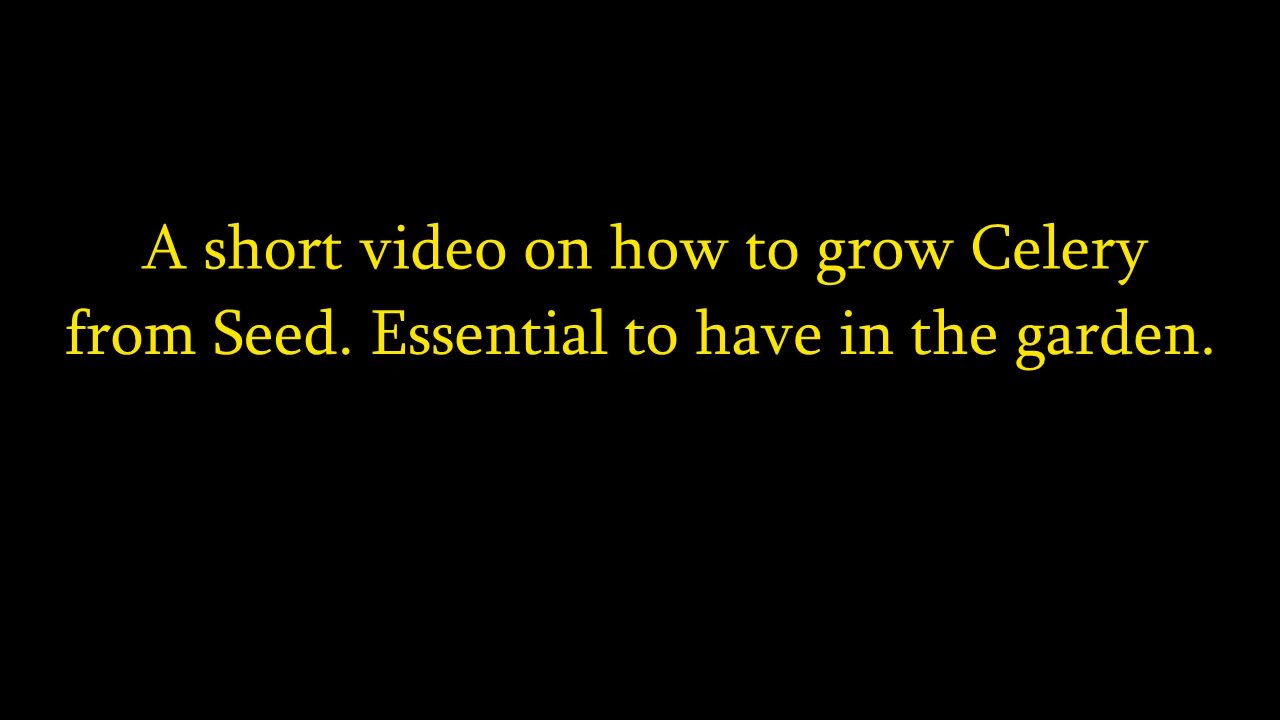 A short video on how to grow Celery
from Seed. Essential to have in the garden.